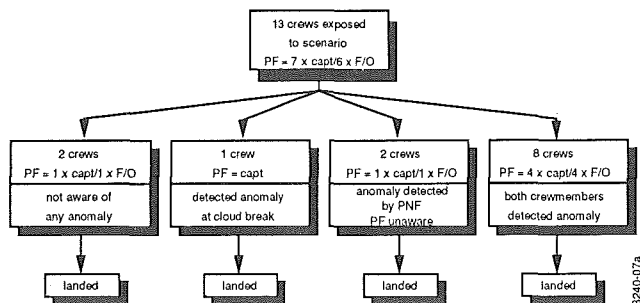 13 crews exposed
to scenario
PF = 7 x capt/6 x F/O
2 crews
PF = 1 x capt/1 x F/O
not aware of
any anomaly
1 crew
PF = capt
detected anomaly
at cloud break
2 crews
PF = 1 x capt/1 x F/O
anomaly detected
by PNF
PF unaware
8 crews
PF = 4 x capt/4 x F/O
both crewmembers
detected anomaly
landed
landed
landed
landed